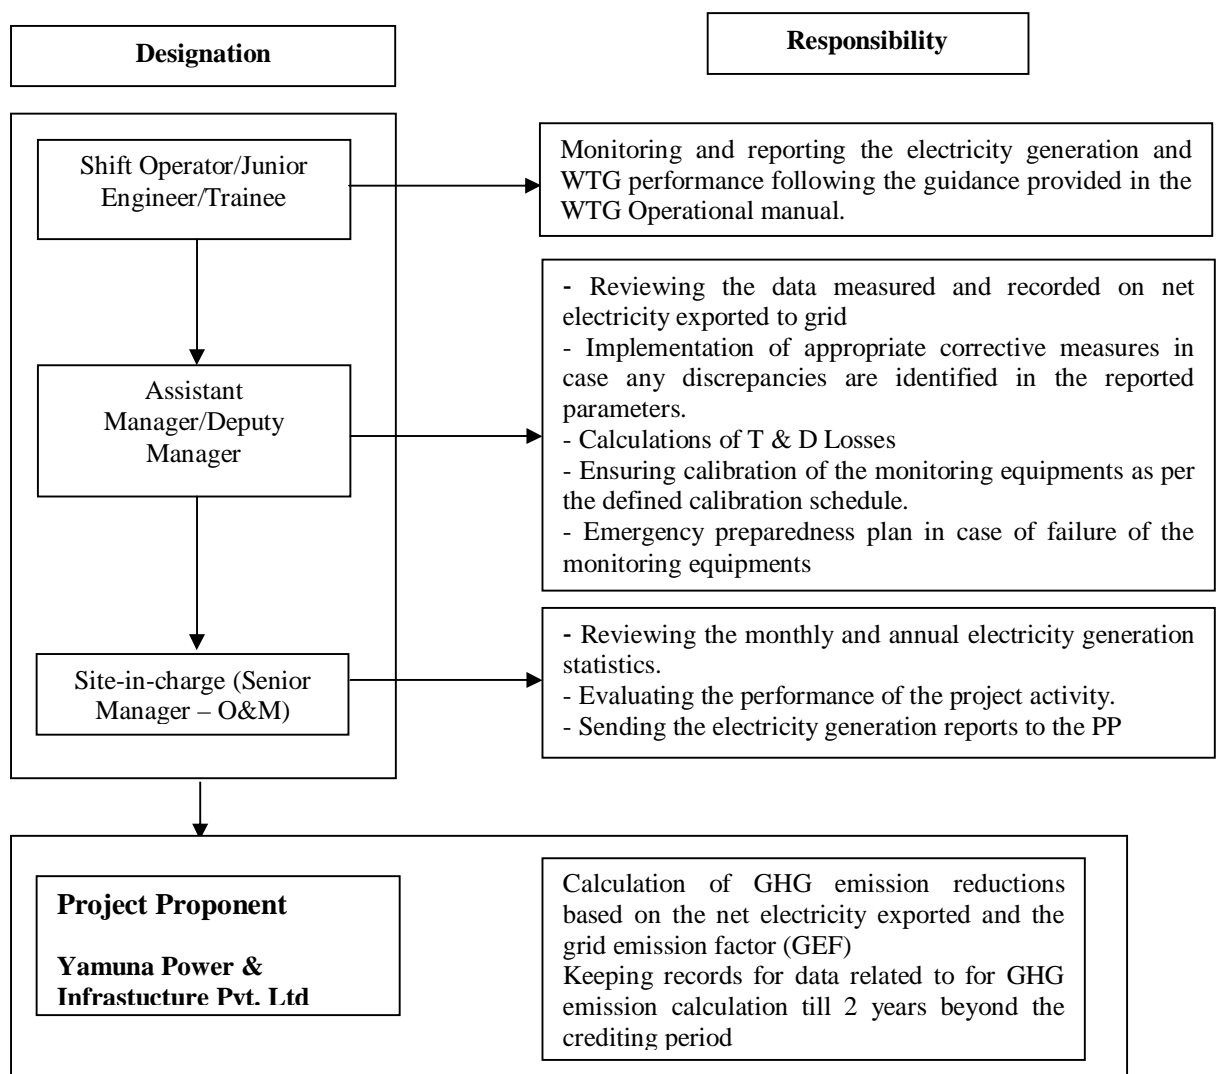 Designation
Responsibility
Shift Operator/Junior
Engineer/Trainee
Monitoring and reporting the electricity generation and
WTG performance following the guidance provided in the
WTG Operational manual.
Assistant
Manager/Deputy
Manager
- Reviewing the data measured and recorded on net
electricity exported to grid
- Implementation of appropriate corrective measures in
case any discrepancies are identified in the reported
parameters.
- Calculations of T & D Losses
- Ensuring calibration of the monitoring equipments as per
the defined calibration schedule.
- Emergency preparedness plan in case of failure of the
monitoring equipments
Site-in-charge (Senior
Manager – O&M)
- Reviewing the monthly and annual electricity generation
statistics.
- Evaluating the performance of the project activity.
- Sending the electricity generation reports to the PP
Project Proponent
Yamuna Power &
Infrastucture Pvt. Ltd
Calculation of GHG emission reductions
based on the net electricity exported and the
grid emission factor (GEF)
Keeping records for data related to for GHG
emission calculation till 2 years beyond the
crediting period